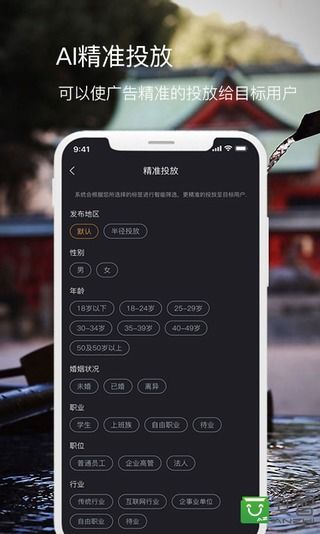 AI精准投放
可以使广告精准的投放给目标用户
9:41
精准投放
系统会根据您所选择的标签进行智能筛选，更精准的投放至目标用户
发布地区
默认 半径投放
性别
男 女
年龄
18岁以下 18-24岁 25-29岁
30-34岁 35-39岁 40-49岁
50及50岁以上
婚姻状况
未婚 已婚 离异
职业
学生 上班族 自由职业 待业
职位
普通员工 企业高管 法人
行业
传统行业 互联网行业 企事业单位
自由职业 待业